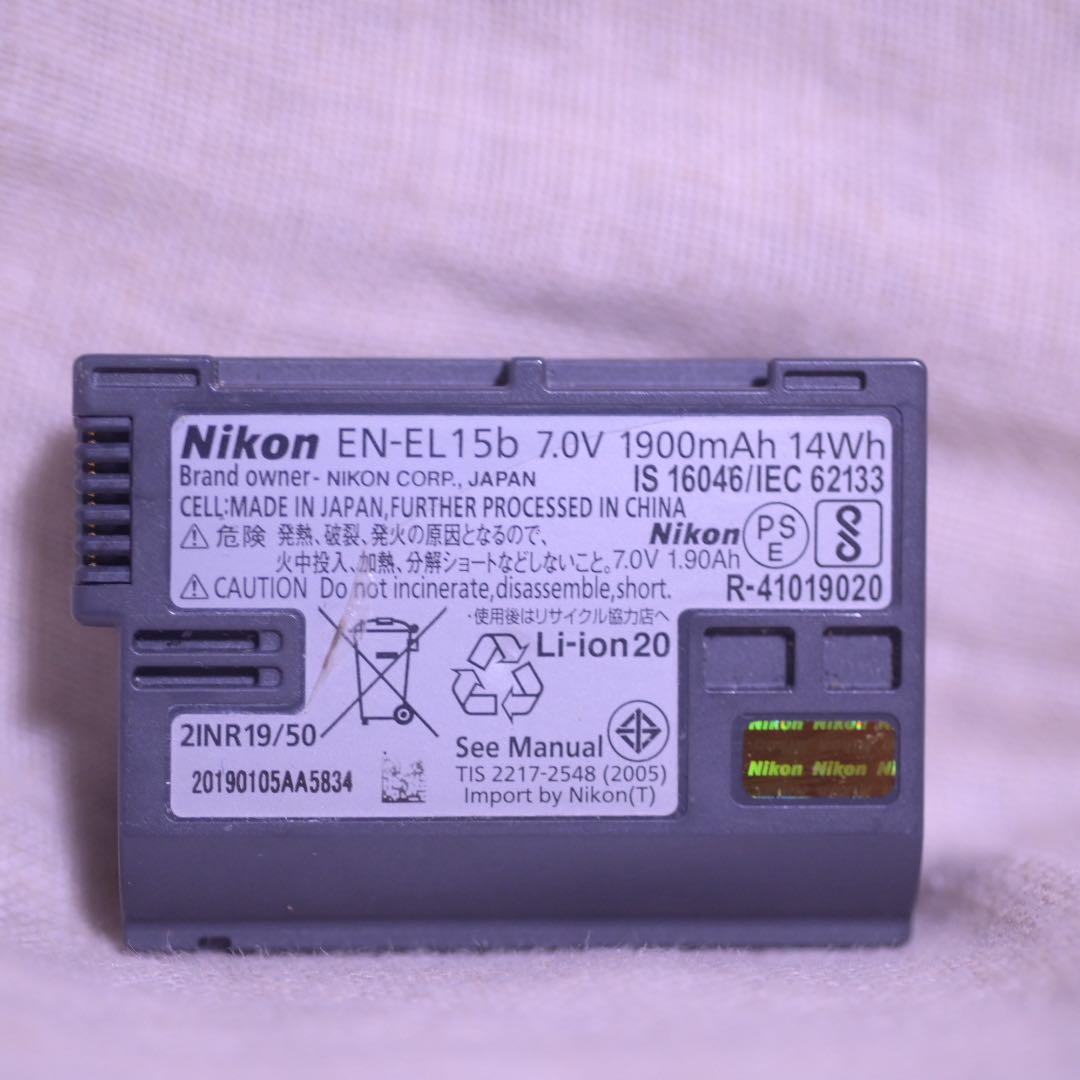 Nikon EN-EL15b 7.0V 1900mAh 14Wh
Brand owner- NIKON CORP., JAPAN IS 16046/IEC 62133
CELL:MADE IN JAPAN,FURTHER PROCESSED IN CHINA
⚠危険 発熱、破裂、発火の原因となるので、
火中投入、加熱、分解ショートなどしないこと。
Nikon PSE
7.0V 1.90Ah
⚠CAUTION Do not incinerate,disassemble,short.
R-41019020
・使用後はリサイクル協力店へ
Li-ion20
2INR19/50
20190105AA5834
See Manual
TIS 2217-2548 (2005)
Import by Nikon(T)
Nikon Nikon
Nikon Nikon Ni